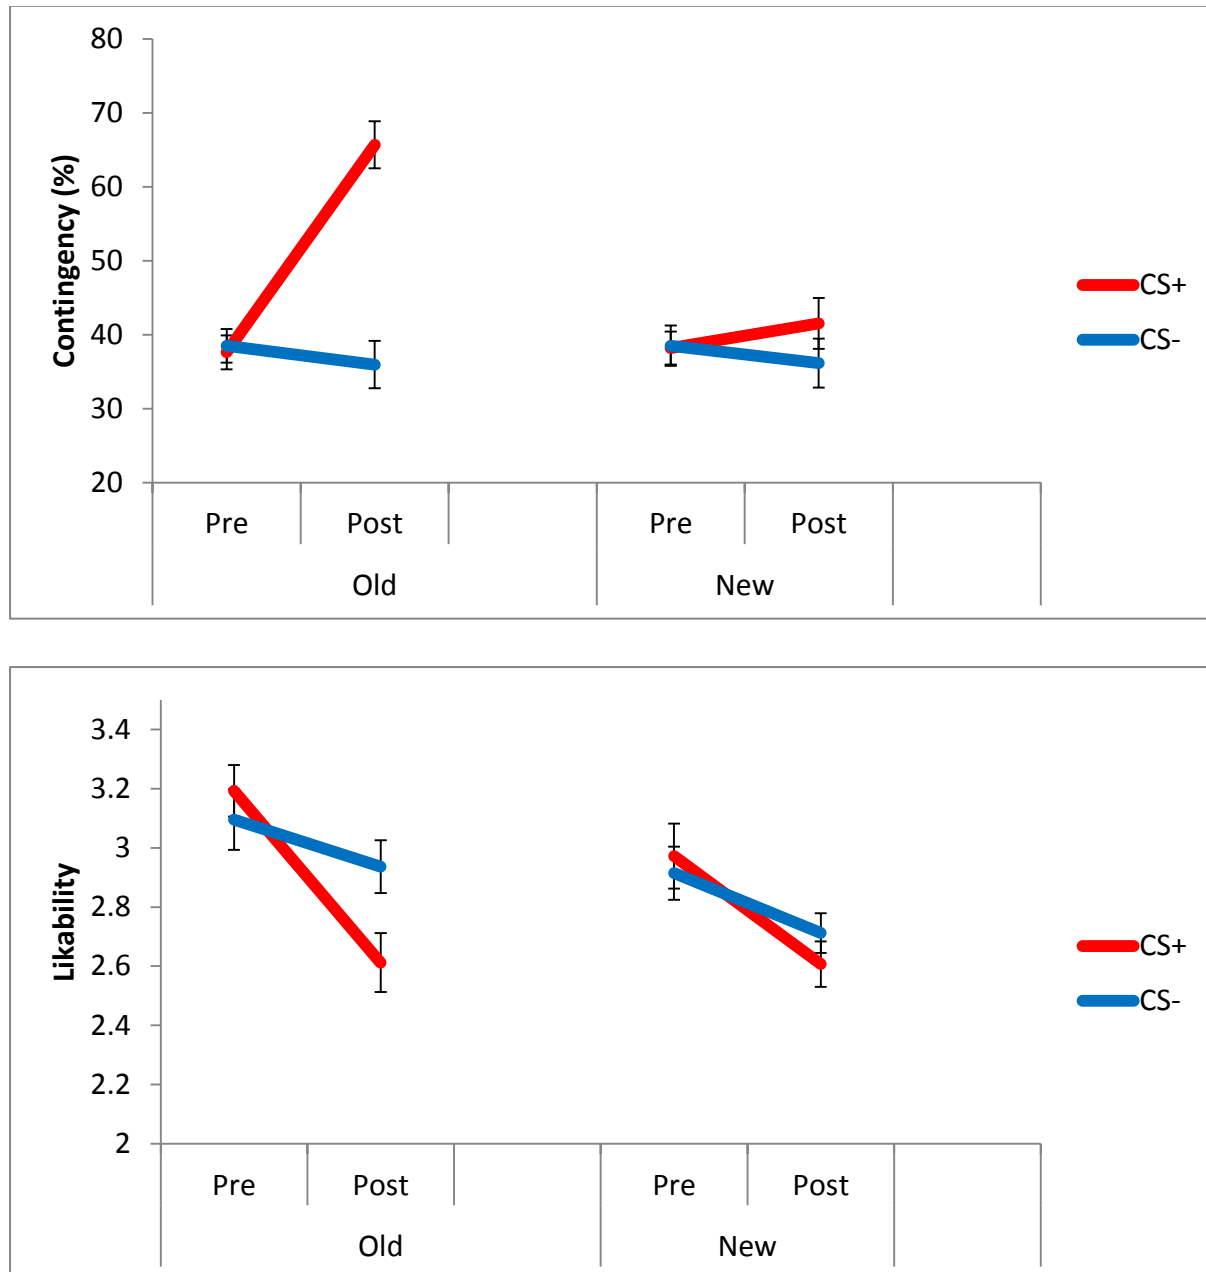 80
70
60
50
40
30
20
Contingency (%)
Pre Post Pre Post
Old New
CS+
CS-
3.4
3.2
3
2.8
2.6
2.4
2.2
2
Likability
Pre Post Pre Post
Old New
CS+
CS-